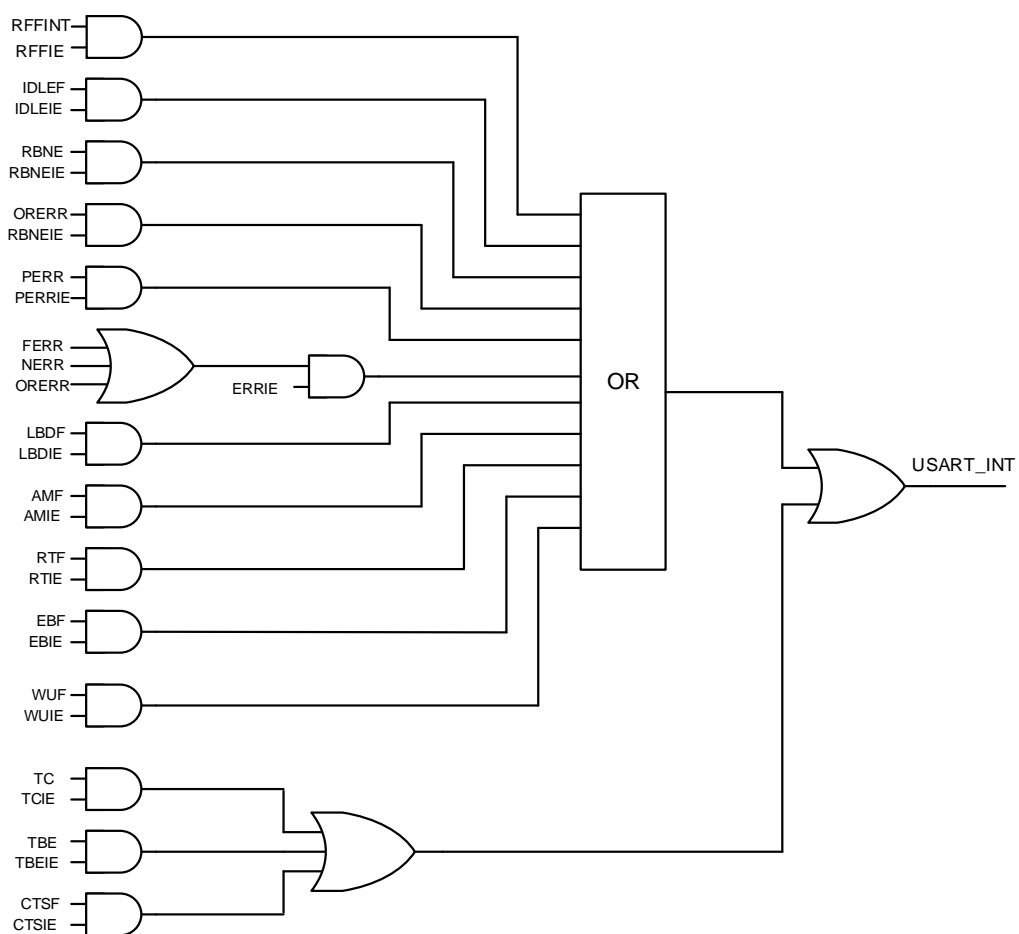 RFFINT
RFFIE
IDLEF
IDLEIE
RBNE
RBNEIE
ORERR
RBNEIE
PERR
PERRIE
FERR
NERR
ORERR
ERRIE
OR
LBDF
LBDIE
USART_INT
AMF
AMIE
RTF
RTIE
EBF
EBIE
WUF
WUIE
TC
TCIE
TBE
TBEIE
CTSF
CTSIE